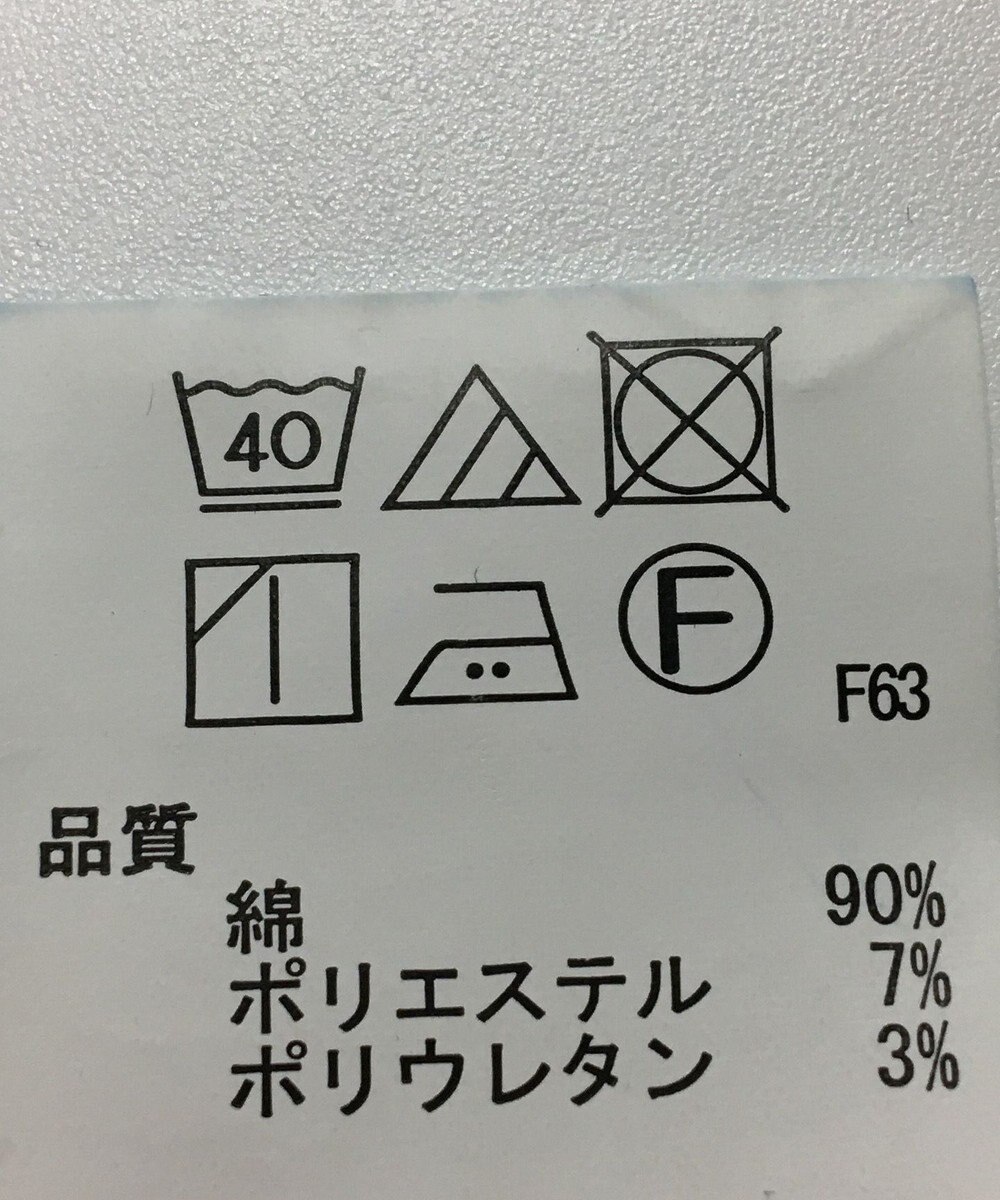 40
F
F63
品質
綿 90%
ポリエステル 7%
ポリウレタン 3%